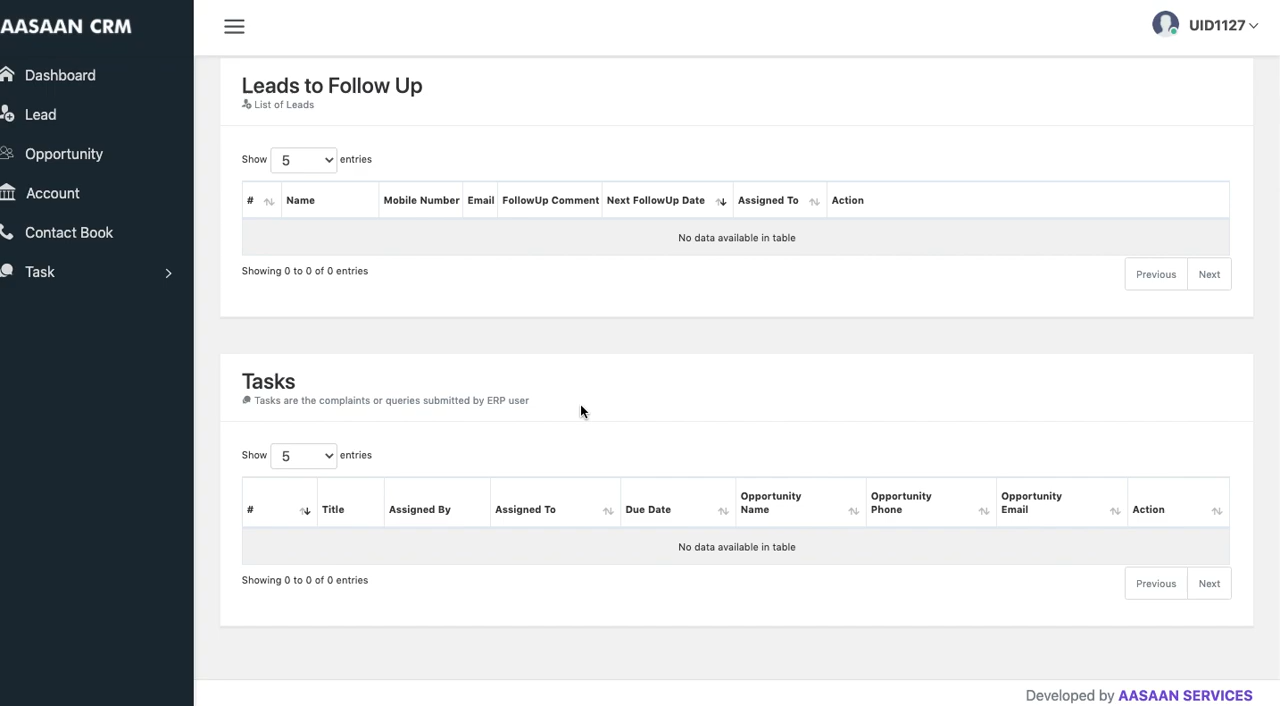 AASAAN CRM
UID1127
Dashboard
Lead
Opportunity
Account
Contact Book
Task
Leads to Follow Up
List of Leads
Show 5 entries
# Name Mobile Number Email FollowUp Comment Next FollowUp Date Assigned To Action
No data available in table
Showing 0 to 0 of 0 entries
Previous Next
Tasks
Tasks are the complaints or queries submitted by ERP user
Show 5 entries
# Title Assigned By Assigned To Due Date Opportunity Name Opportunity Phone Opportunity Email Action
No data available in table
Showing 0 to 0 of 0 entries
Previous Next
Developed by AASAAN SERVICES